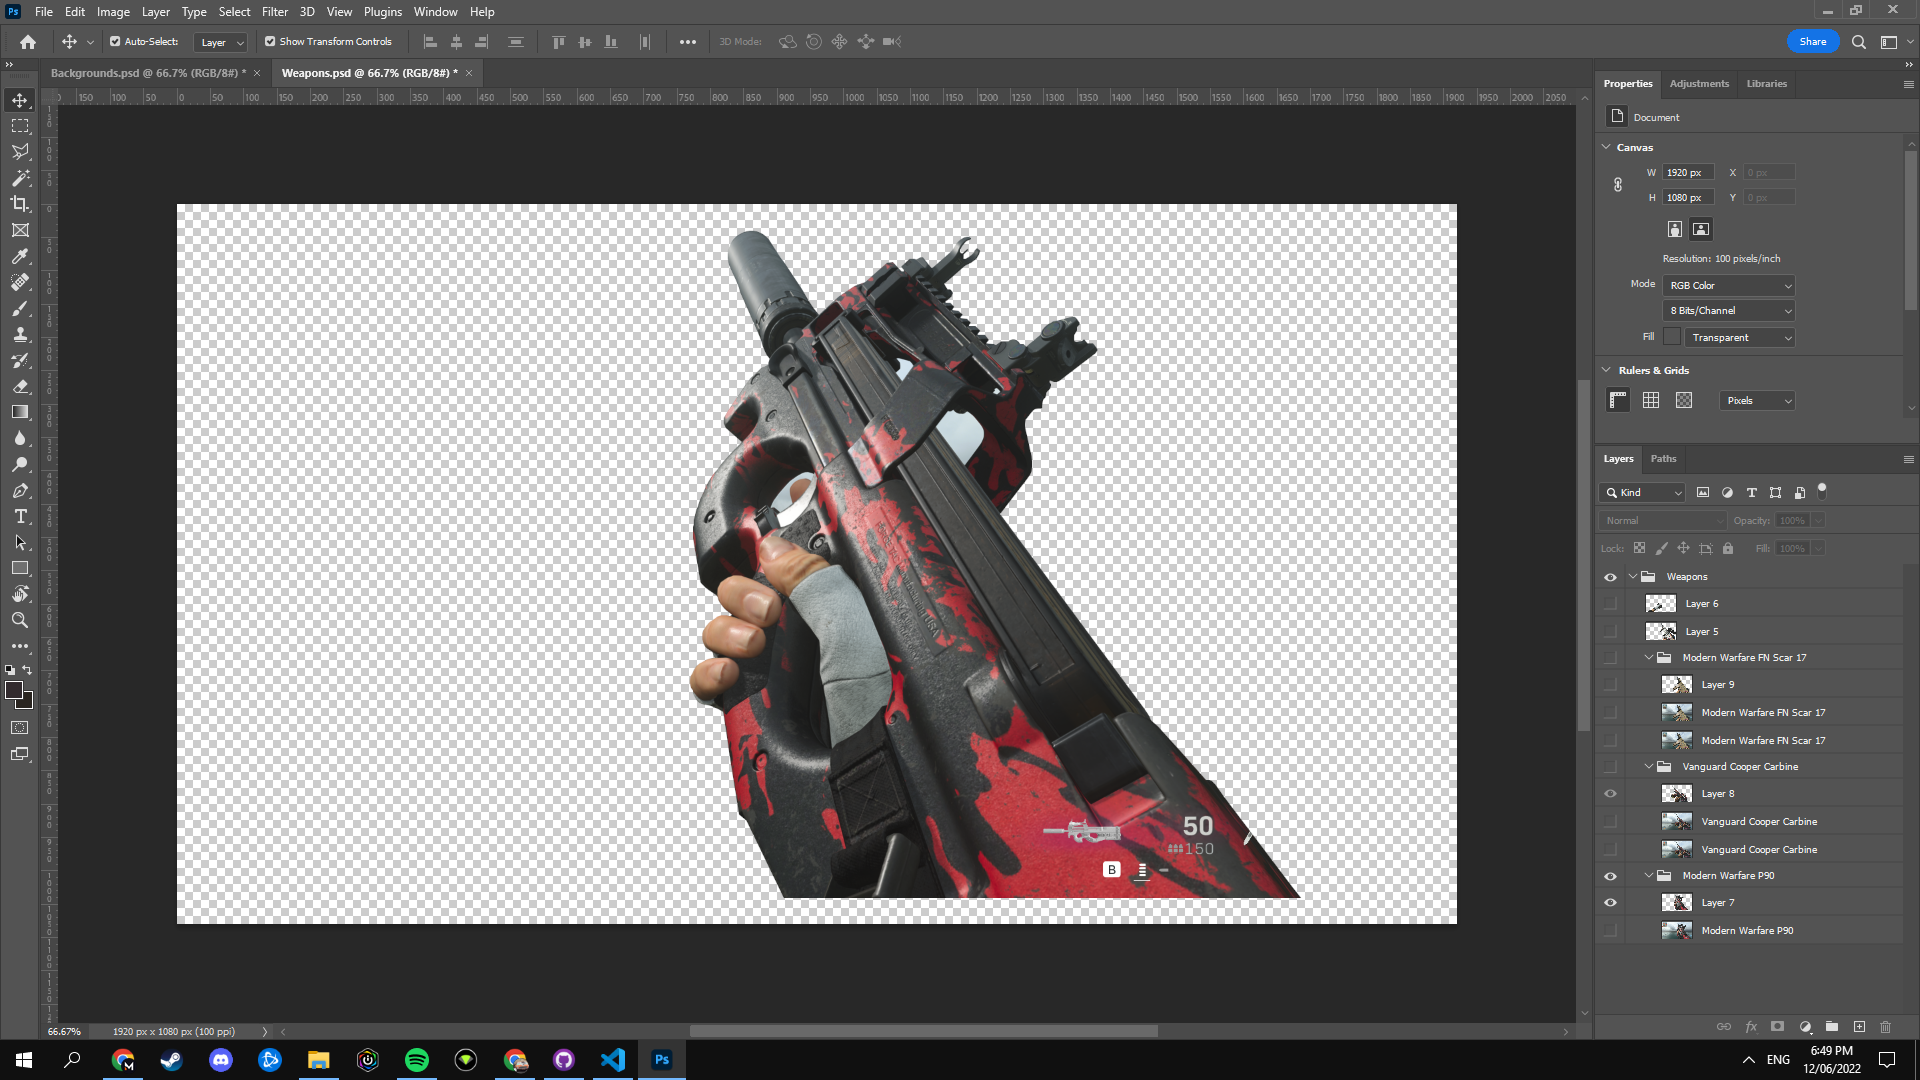 Ps File Edit Image Layer Type Select Filter 3D View Plugins Window Help
Auto-Select: Layer Show Transform Controls 3D Mode: Share
Backgrounds.psd @ 66.7% (RGB/8#) * Weapons.psd @ 66.7% (RGB/8#) *
150 100 50 0 50 100 150 200 250 300 350 400 450 500 550 600 650 700 750 800 850 900 950 1000 1050 1100 1150 1200 1250 1300 1350 1400 1450 1500 1550 1600 1650 1700 1750 1800 1850 1900 1950 2000 2050
Properties Adjustments Libraries
Document
Canvas
W 1920 px X 0 px
H 1080 px Y 0 px
Resolution: 100 pixels/inch
Mode RGB Color
8 Bits/Channel
Fill Transparent
Rulers & Grids
Pixels
Layers Paths
Kind
Normal Opacity: 100%
Lock: Fill: 100%
Weapons
Layer 6
Layer 5
Modern Warfare FN Scar 17
Layer 9
Modern Warfare FN Scar 17
Modern Warfare FN Scar 17
Vanguard Cooper Carbine
Layer 8
Vanguard Cooper Carbine
Vanguard Cooper Carbine
Modern Warfare P90
Layer 7
Modern Warfare P90
50
150
B
66.67% 1920 px x 1080 px (100 ppi)
Ps ENG 6:49 PM
12/06/2022